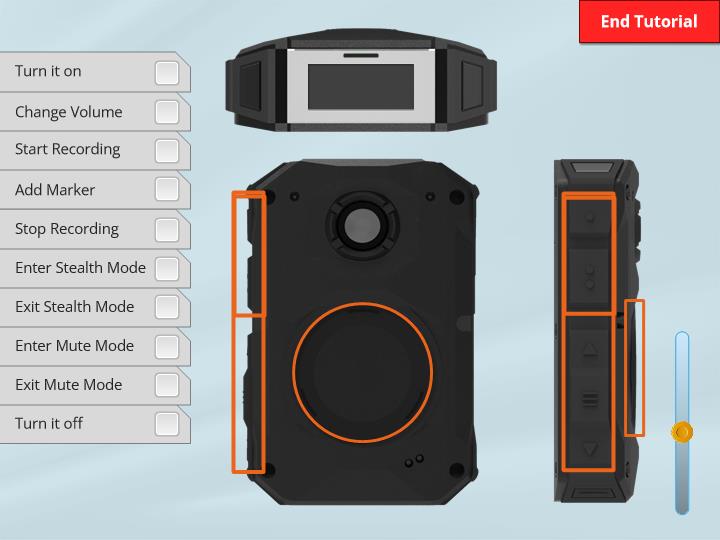 End Tutorial
Turn it on
Change Volume
Start Recording
Add Marker
Stop Recording
Enter Stealth Mode
Exit Stealth Mode
Enter Mute Mode
Exit Mute Mode
Turn it off